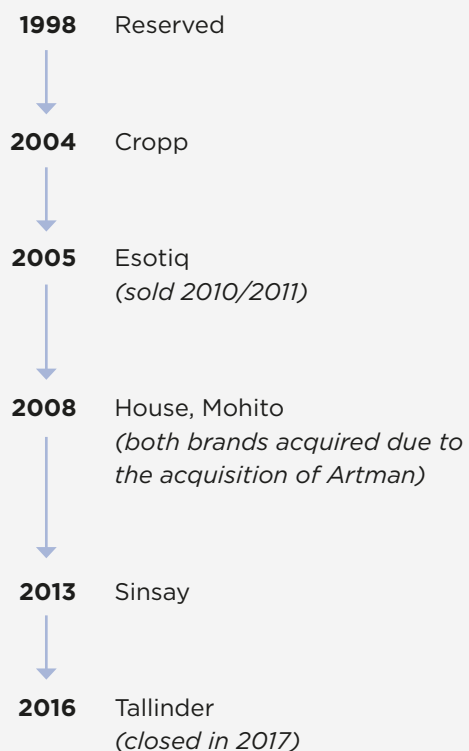 1998 Reserved
2004 Cropp
2005 Esotiq
(sold 2010/2011)
2008 House, Mohito
(both brands acquired due to
the acquisition of Artman)
2013 Sinsay
2016 Tallinder
(closed in 2017)